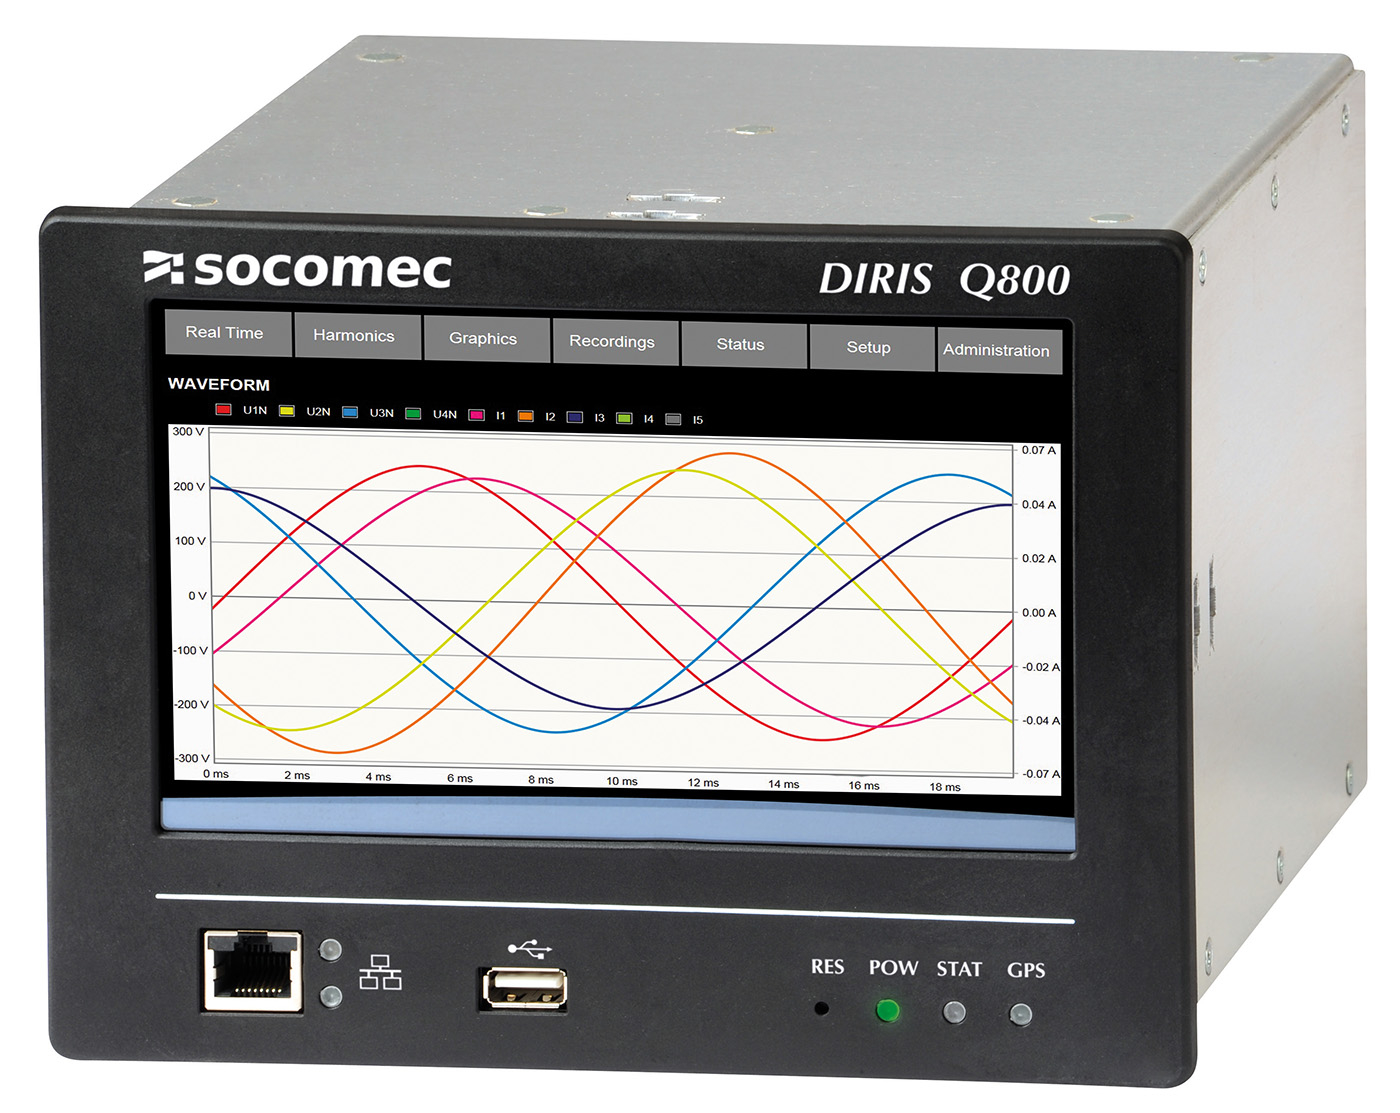 socomec
DIRIS Q800
Real Time Harmonics Graphics Recordings Status Setup Administration
WAVEFORM
U1N U2N U3N U4N I1 I2 I3 I4 I5
300 V
200 V
100 V
0 V
-100 V
-200 V
-300 V
0.07 A
0.04 A
0.02 A
0.00 A
-0.02 A
-0.04 A
-0.07 A
0 ms 2 ms 4 ms 6 ms 8 ms 10 ms 12 ms 14 ms 16 ms 18 ms
RES POW STAT GPS